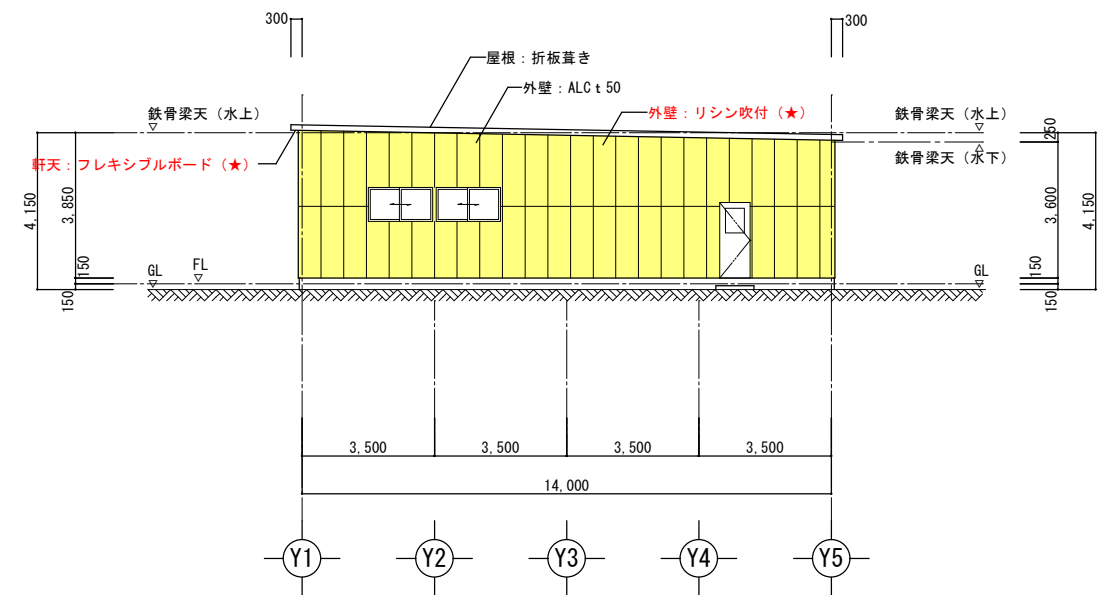 300
300
屋根：折板葺き
外壁：ALCｔ50
鉄骨梁天（水上）
外壁：リシン吹付（★）
鉄骨梁天（水上）
軒天：フレキシブルボード（★）
鉄骨梁天（水下）
250
4,150
3,850
3,600
4,150
150
GL
FL
GL
150
150
150
3,500
3,500
3,500
3,500
14,000
Y1
Y2
Y3
Y4
Y5